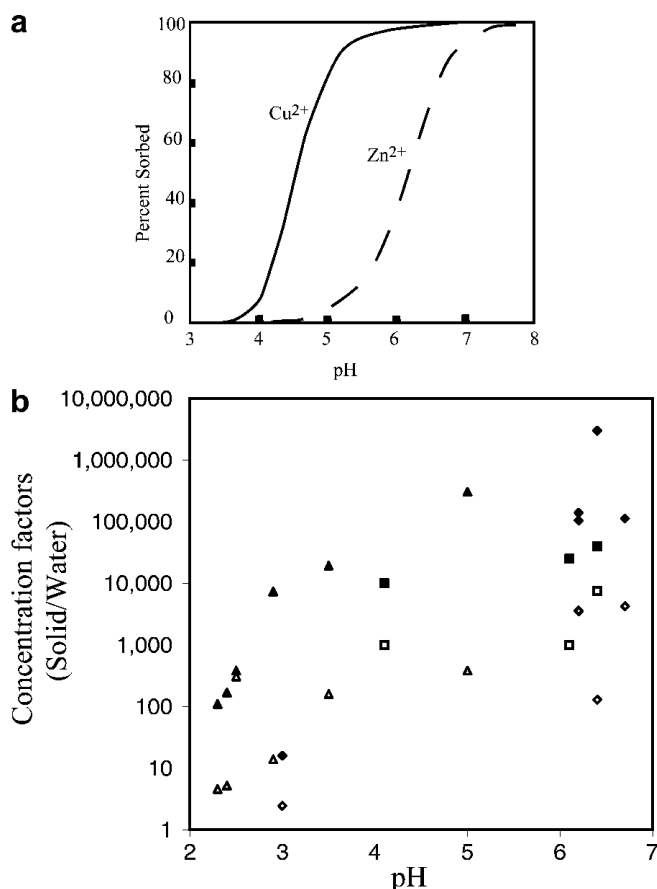 a
100
80
60
40
20
0
Percent Sorbed
Cu2+
Zn2+
3 4 5 6 7 8
pH
b
10,000,000
1,000,000
100,000
10,000
1,000
100
10
1
Concentration factors
(Solid/Water)
2 3 4 5 6 7
pH